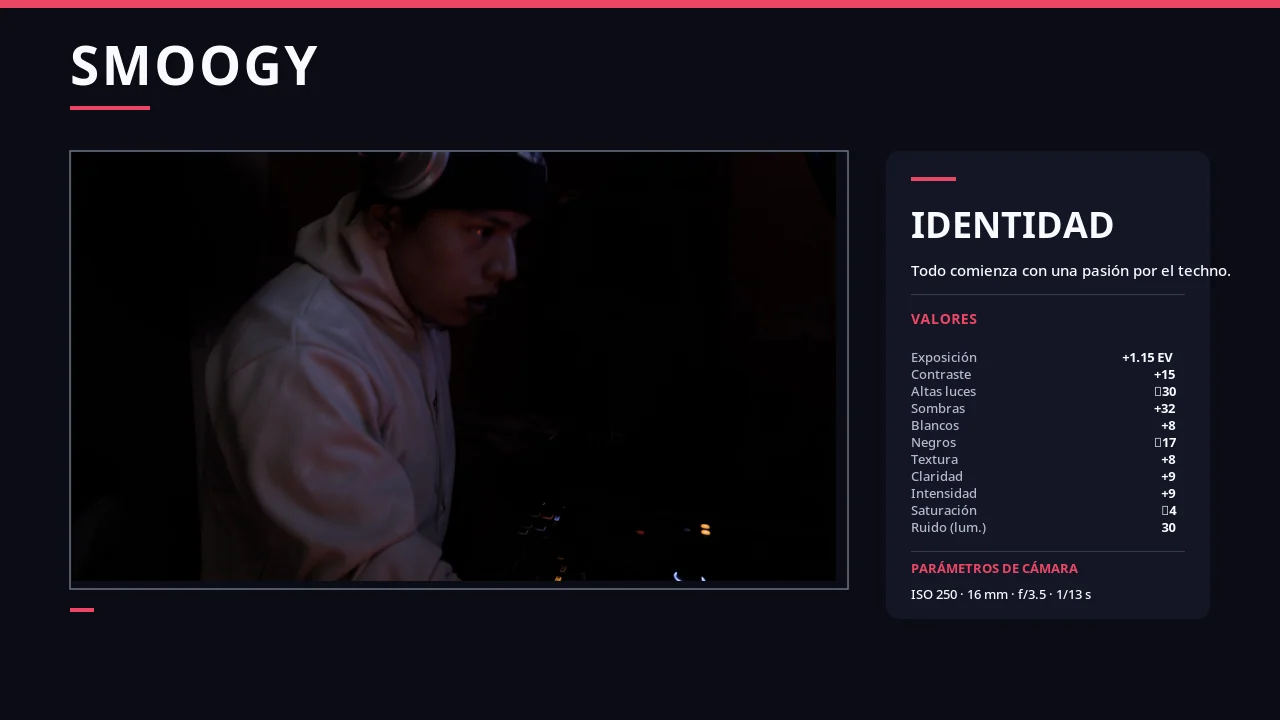 SMOOGY
IDENTIDAD
Todo comienza con una pasión por el techno.
VALORES
Exposición +1.15 EV
Contraste +15
Altas luces □30
Sombras +32
Blancos +8
Negros □17
Textura +8
Claridad +9
Intensidad +9
Saturación □4
Ruido (lum.) 30
PARÁMETROS DE CÁMARA
ISO 250 · 16 mm · f/3.5 · 1/13 s